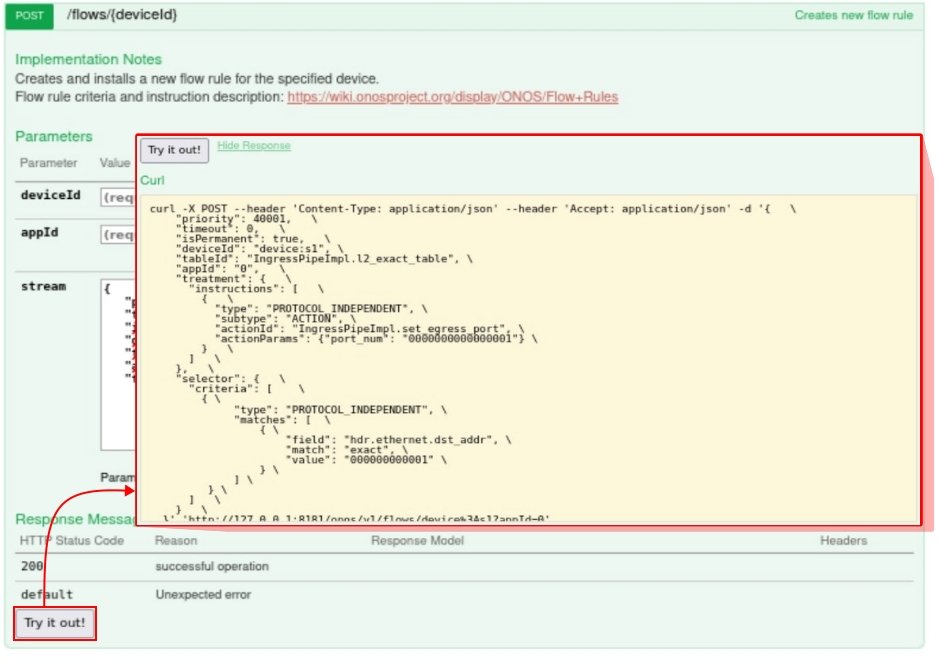 POST /flows/{deviceId} Creates new flow rule
Implementation Notes
Creates and installs a new flow rule for the specified device.
Flow rule criteria and instruction description: https://wiki.onosproject.org/display/ONOS/Flow+Rules
Parameters
Parameter Value
deviceId (req
appId (req
stream {
Param
Try it out! Hide Response
Curl
curl -X POST --header 'Content-Type: application/json' --header 'Accept: application/json' -d '{ \
"priority": 40001, \
"timeout": 0, \
"isPermanent": true, \
"deviceId": "device:s1", \
"tableId": "IngressPipeImpl.l2_exact_table", \
"appId": "0", \
"treatment": { \
"instructions": [ \
{ \
"type": "PROTOCOL_INDEPENDENT", \
"subtype": "ACTION", \
"actionId": "IngressPipeImpl.set_egress_port", \
"actionParams": {"port_num": "0000000000000001"} \
} \
] \
}, \
"selector": { \
"criteria": [ \
{ \
"type": "PROTOCOL_INDEPENDENT", \
"matches": [ \
{ \
"field": "hdr.ethernet.dst_addr", \
"match": "exact", \
"value": "000000000001" \
} \
] \
} \
] \
} \
}' 'http://127.0.0.1:8181/onos/v1/flows/device%3As1?appId=0'
Response Messag
HTTP Status Code Reason Response Model Headers
200 successful operation
default Unexpected error
Try it out!